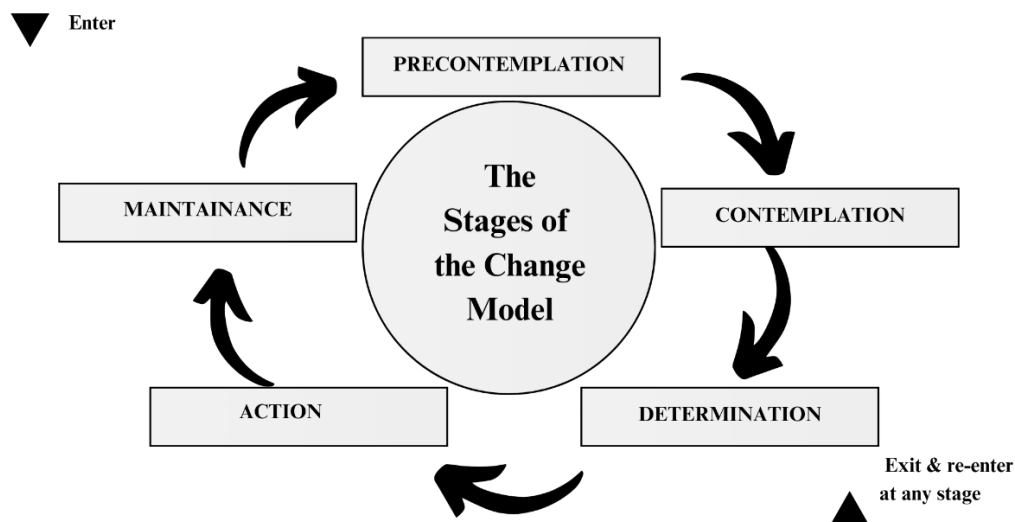 Enter
PRECONTEMPLATION
MAINTAINANCE
The
Stages of
the Change
Model
CONTEMPLATION
ACTION
DETERMINATION
Exit & re-enter
at any stage